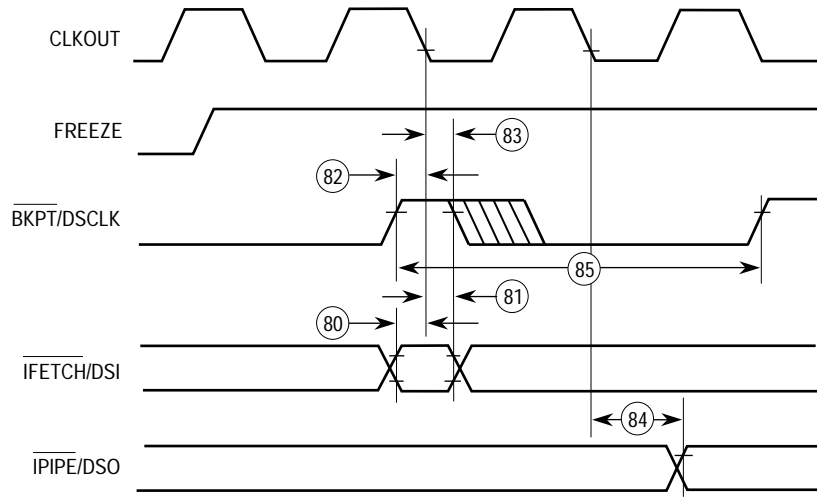 CLKOUT
FREEZE
83
82
BKPT/DSCLK
85
81
80
IFETCH/DSI
84
IPIPE/DSO